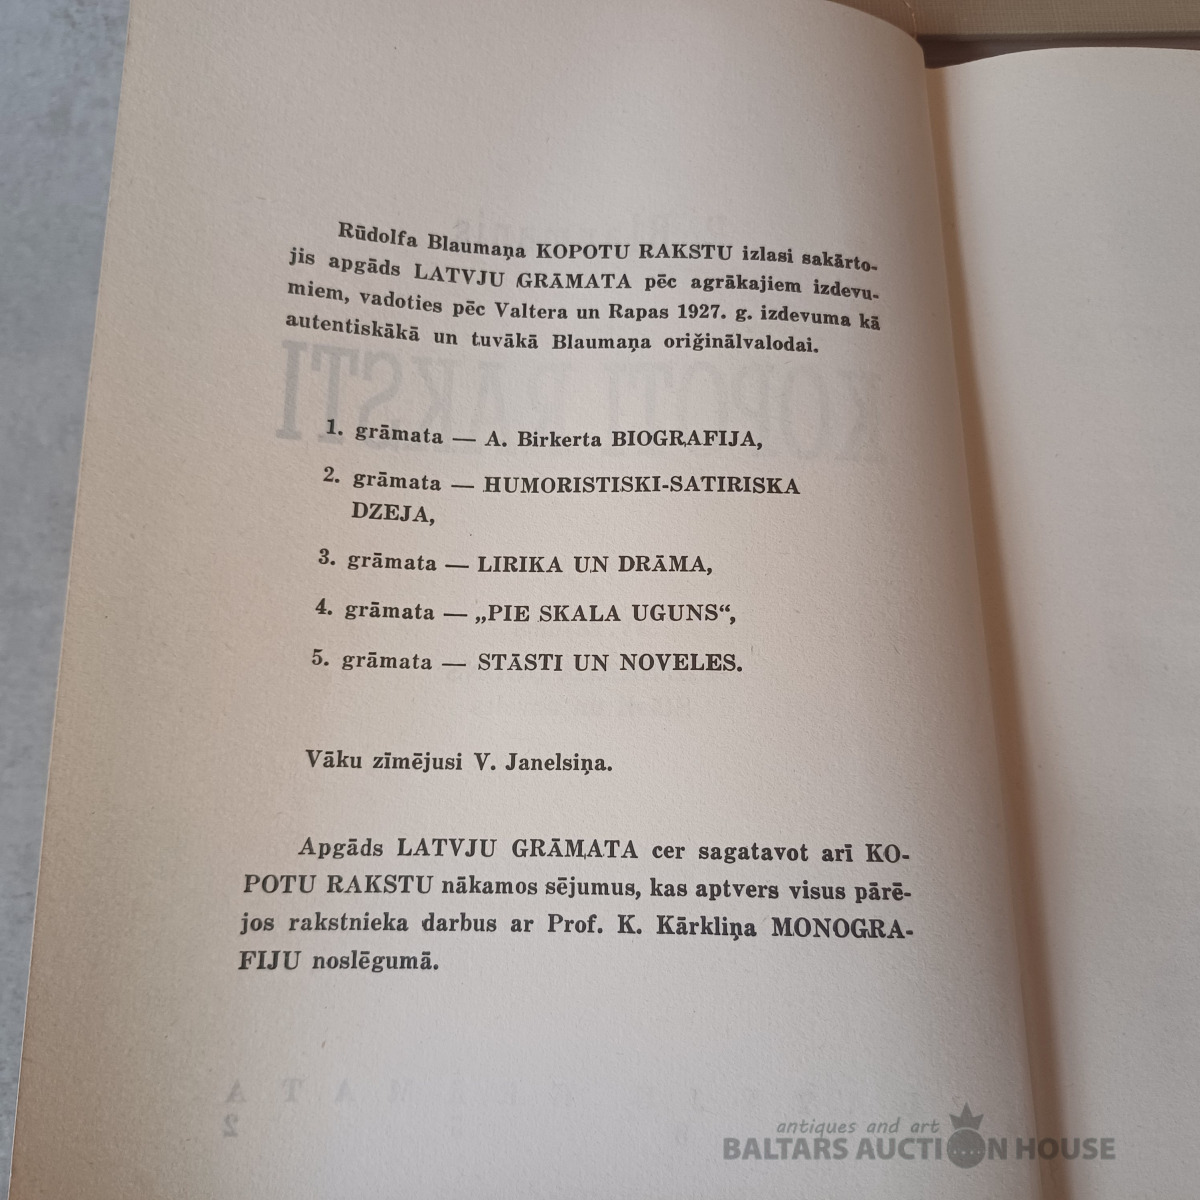 Rūdolfa Blaumaņa KOPOTU RAKSTU izlasi sakārto-
jis apgāds LATVJU GRĀMATA pēc agrākajiem izdevu-
miem, vadoties pēc Valtera un Rapas 1927. g. izdevuma kā
autentiskākā un tuvākā Blaumaņa oriģinālvalodai.
1. grāmata — A. Birkerta BIOGRAFIJA,
2. grāmata — HUMORISTISKI-SATIRISKA
DZEJA,
3. grāmata — LIRIKA UN DRĀMA,
4. grāmata — „PIE SKALA UGUNS“,
5. grāmata — STĀSTI UN NOVELES.
Vāku zīmējusi V. Janelsiņa.
Apgāds LATVJU GRĀMATA cer sagatavot arī KO-
POTU RAKSTU nākamos sējumus, kas aptvers visus pārē-
jos rakstnieka darbus ar Prof. K. Kārkliņa MONOGRA-
FIJU noslēgumā.
antiques and art
BALTARS AUCTION HOUSE